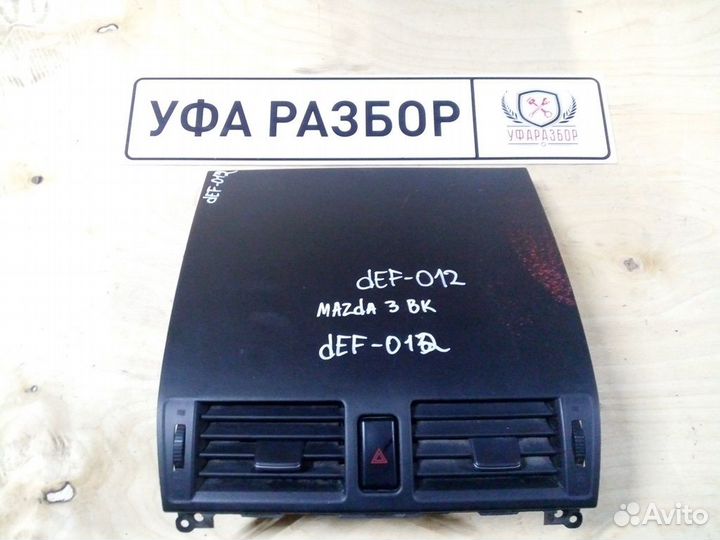 УФА РАЗБОР
УФАРАЗБОР
dEF-012
dEF-012
MAZdA 3 BK
dEF-012
Avito